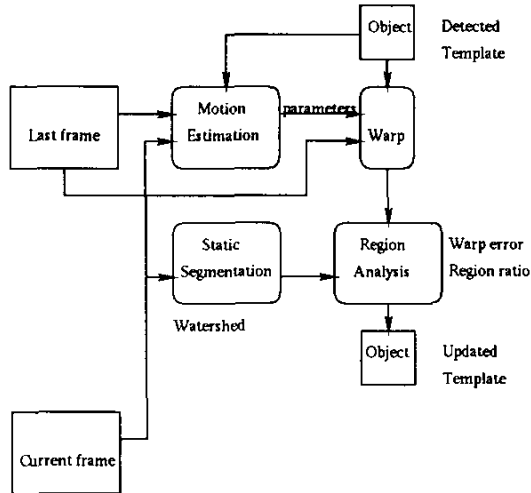 Object
Detected
Template
Motion
Estimation
parameters
Last frame
Warp
Static
Segmentation
Region
Analysis
Warp error
Region ratio
Watershed
Object
Updated
Template
Current frame